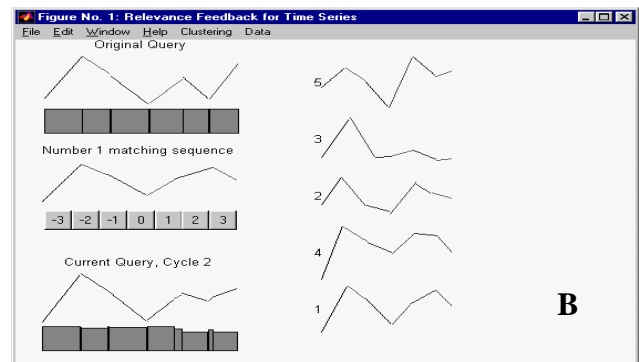 Figure No. 1: Relevance Feedback for Time Series
File Edit Window Help Clustering Data
Original Query
Number 1 matching sequence
-3 -2 -1 0 1 2 3
Current Query, Cycle 2
5
3
2
4
1
B